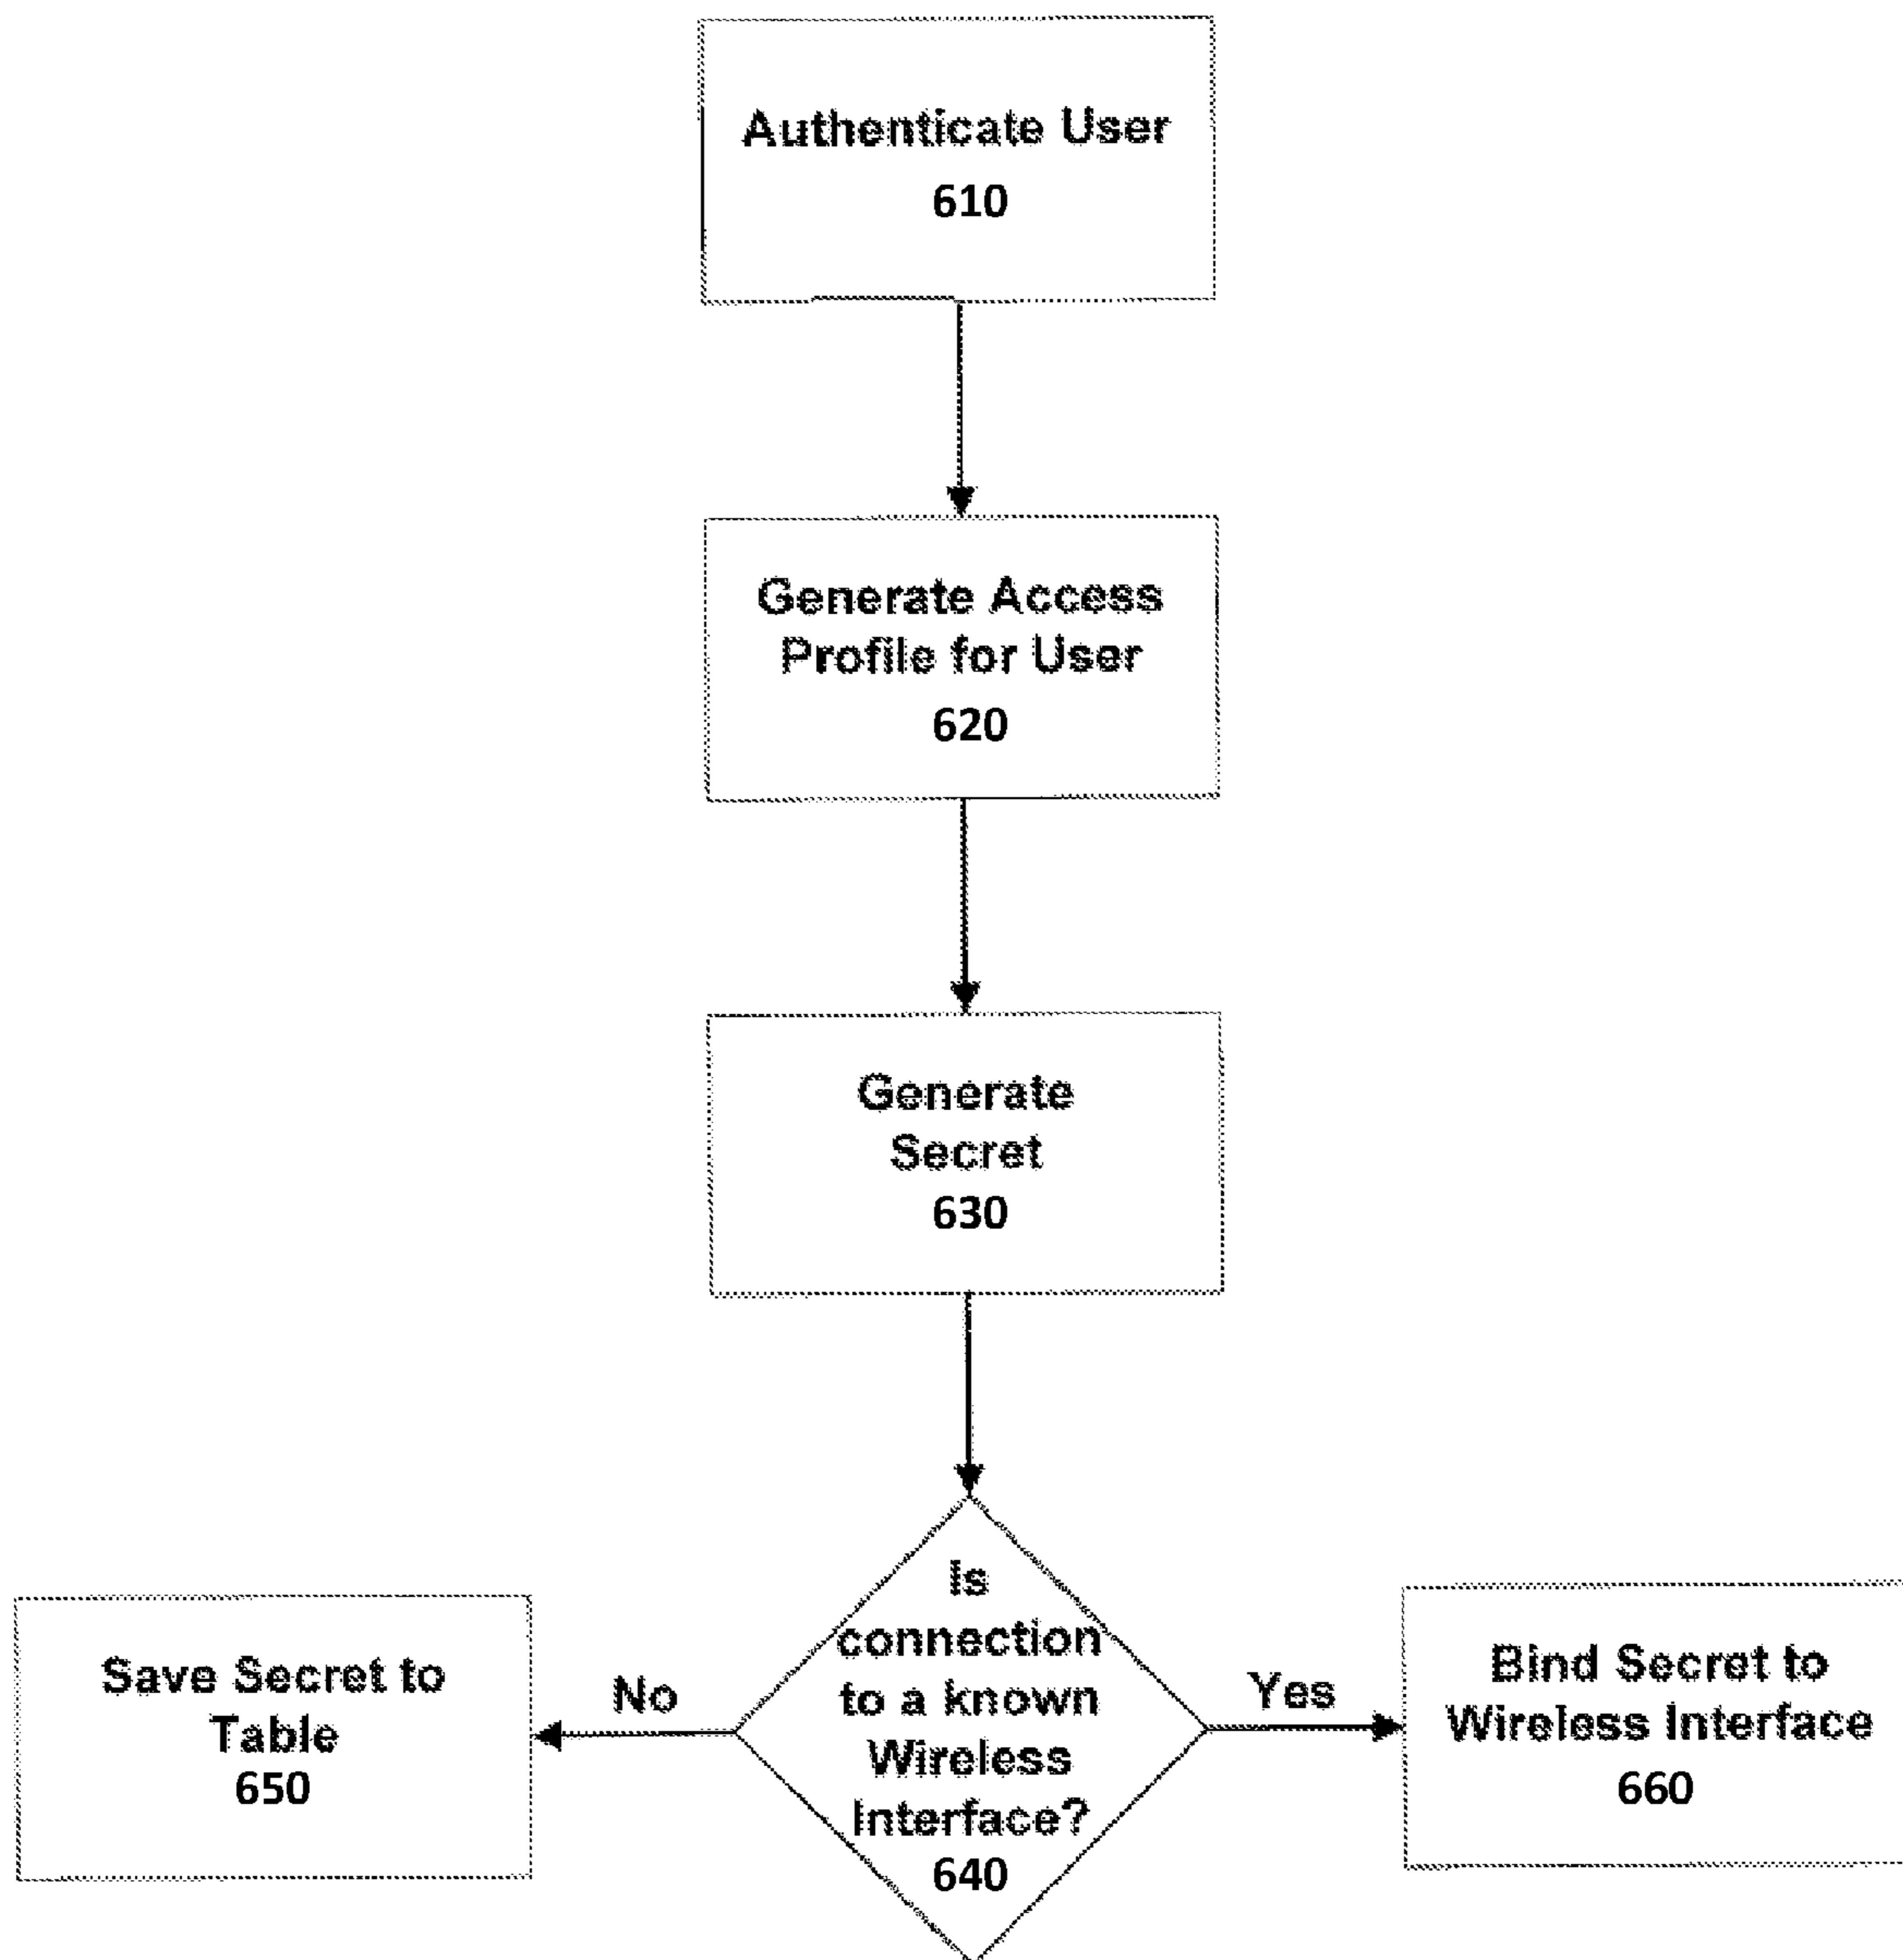 Authenticate User
610
Generate Access
Profile for User
620
Generate
Secret
630
Is
connection
to a known
Wireless
Interface?
640
No
Yes
Save Secret to
Table
650
Bind Secret to
Wireless Interface
660